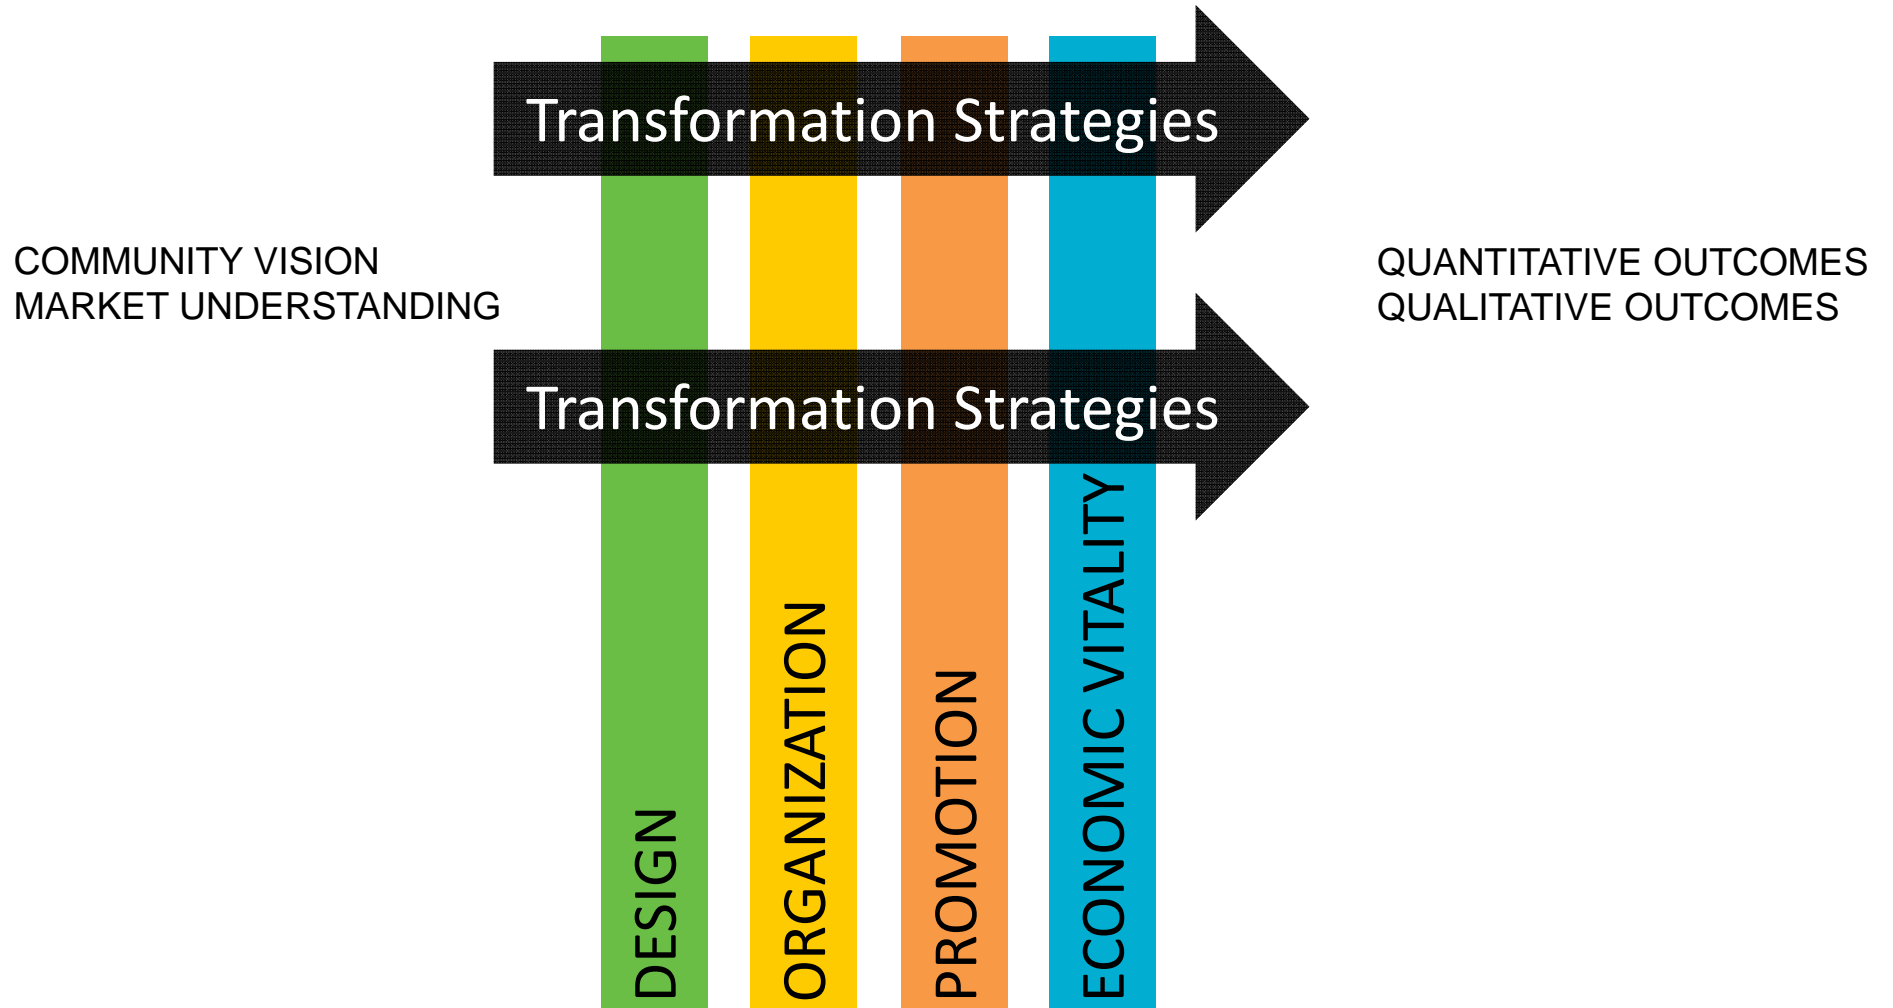 Transformation Strategies
COMMUNITY VISION
MARKET UNDERSTANDING
QUANTITATIVE OUTCOMES
QUALITATIVE OUTCOMES
Transformation Strategies
DESIGN
ORGANIZATION
PROMOTION
ECONOMIC VITALITY